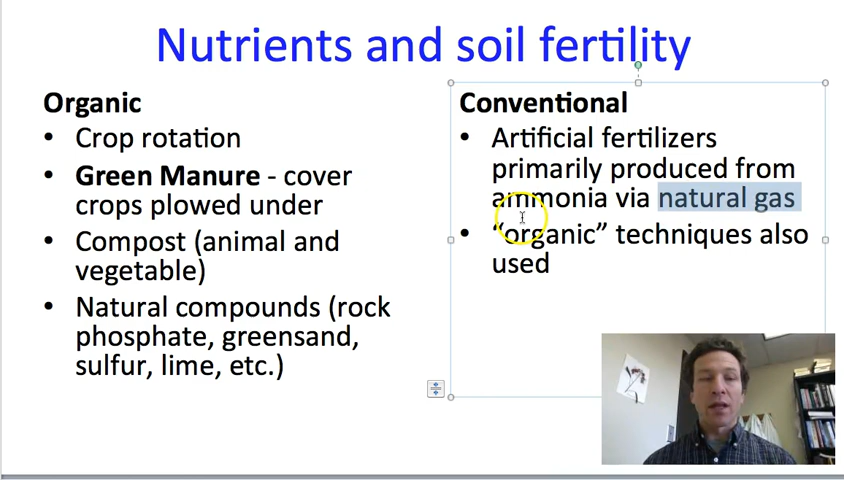 Nutrients and soil fertility
Organic
• Crop rotation
• Green Manure - cover
crops plowed under
• Compost (animal and
vegetable)
• Natural compounds (rock
phosphate, greensand,
sulfur, lime, etc.)
Conventional
• Artificial fertilizers
primarily produced from
ammonia via natural gas
• “organic” techniques also
used